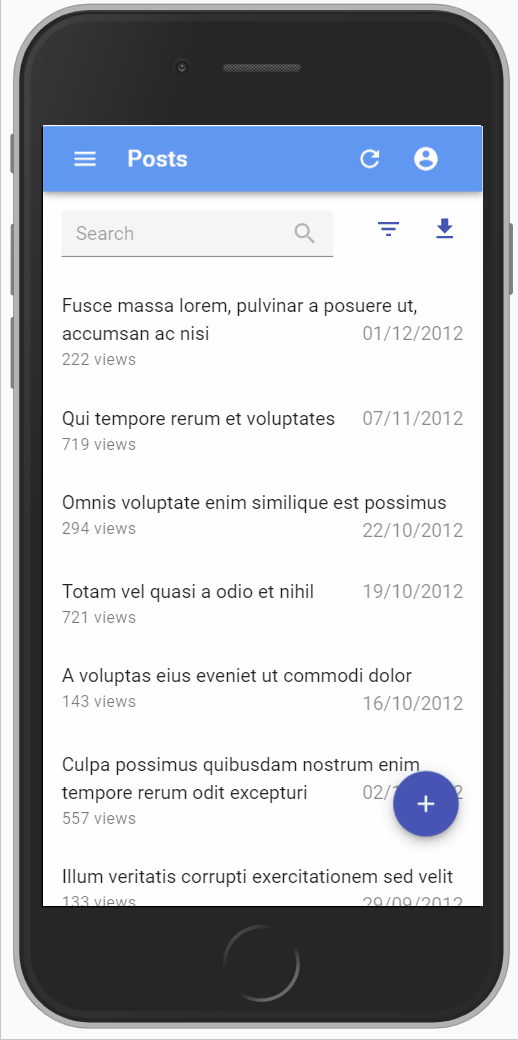 Posts
Search
Fusce massa lorem, pulvinar a posuere ut,
accumsan ac nisi 01/12/2012
222 views
Qui tempore rerum et voluptates 07/11/2012
719 views
Omnis voluptate enim similique est possimus
294 views 22/10/2012
Totam vel quasi a odio et nihil 19/10/2012
721 views
A voluptas eius eveniet ut commodi dolor
143 views 16/10/2012
Culpa possimus quibusdam nostrum enim
tempore rerum odit excepturi
557 views
Illum veritatis corrupti exercitationem sed velit
133 views 29/09/2012